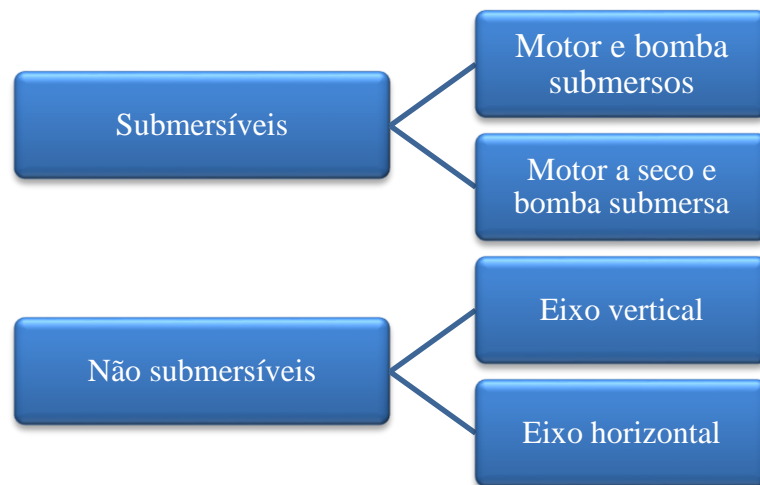 Submersíveis
Motor e bomba
submersos
Motor a seco e
bomba submersa
Não submersíveis
Eixo vertical
Eixo horizontal